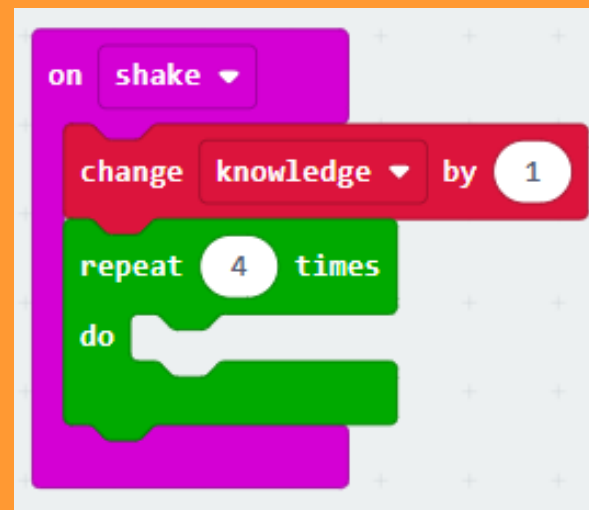 on shake
change knowledge by 1
repeat 4 times
do